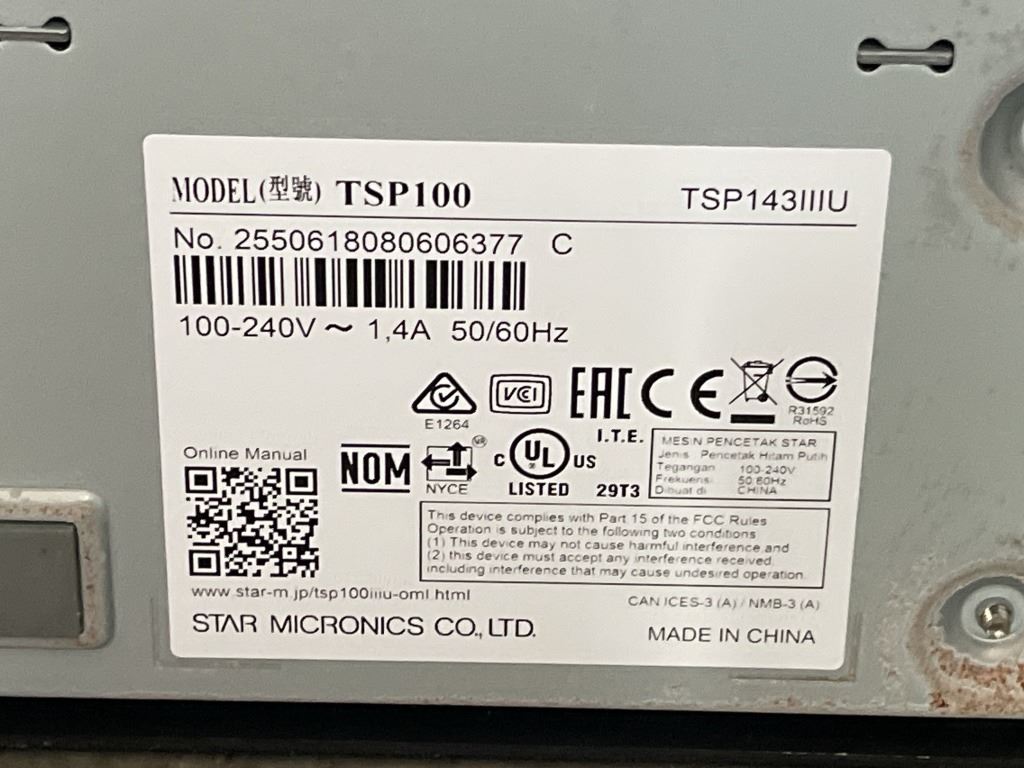 MODEL(型號) TSP100 TSP143IIIU
No. 2550618080606377 C
100-240V ~ 1,4A 50/60Hz
E1264
VCI
EAC
CE
R31592
RoHS
Online Manual
NOM
NYCE
C UL US
LISTED
I.T.E.
29T3
MESIN PENCETAK STAR
Jenis Pencetak Hitam Putih
Tegangan 100-240V
Frekuensi 50/60Hz
Dibuat di CHINA
This device complies with Part 15 of the FCC Rules
Operation is subject to the following two conditions
(1) This device may not cause harmful interference and
(2) this device must accept any interference received,
including interference that may cause undesired operation.
www.star-m.jp/tsp100iiiu-oml.html
CAN ICES-3 (A) / NMB-3 (A)
STAR MICRONICS CO., LTD.
MADE IN CHINA